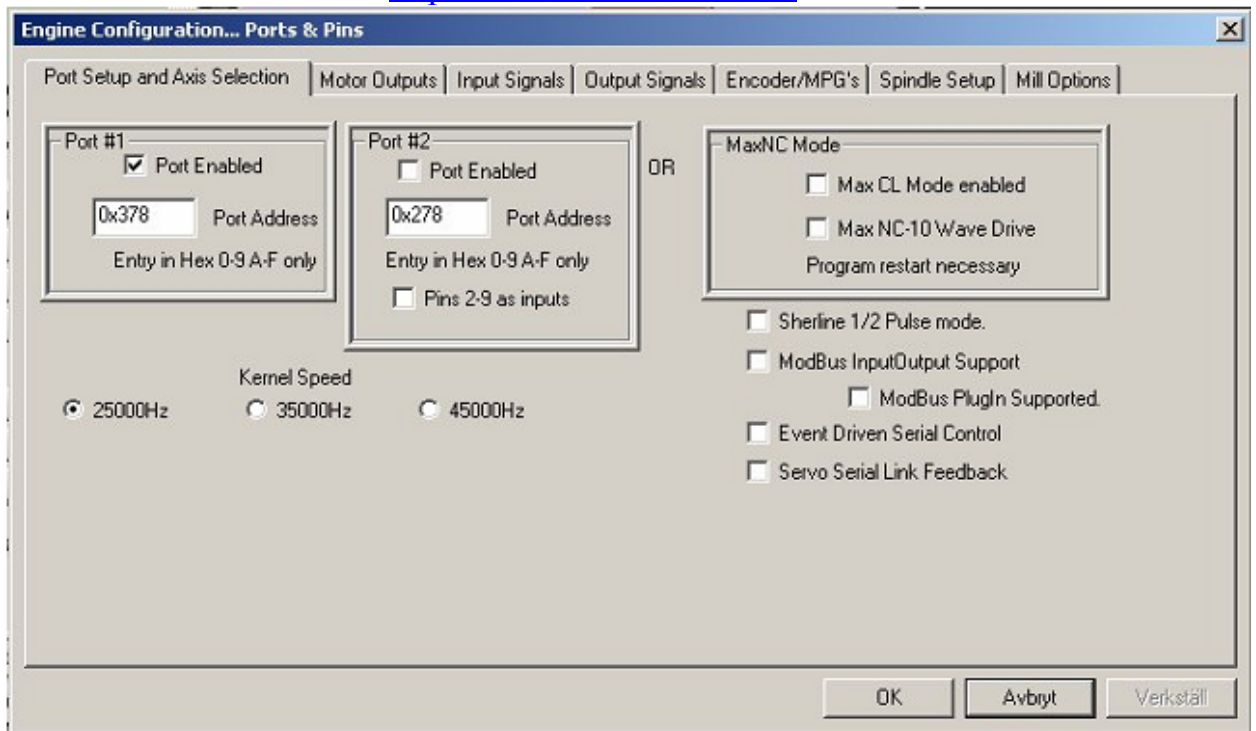 Engine Configuration... Ports & Pins
Port Setup and Axis Selection
Motor Outputs
Input Signals
Output Signals
Encoder/MPG's
Spindle Setup
Mill Options
Port #1
Port Enabled
0x378
Port Address
Entry in Hex 0-9 A-F only
Port #2
Port Enabled
0x278
Port Address
Entry in Hex 0-9 A-F only
Pins 2-9 as inputs
OR
MaxNC Mode
Max CL Mode enabled
Max NC-10 Wave Drive
Program restart necessary
Sherline 1/2 Pulse mode.
ModBus InputOutput Support
ModBus PlugIn Supported.
Event Driven Serial Control
Servo Serial Link Feedback
Kernel Speed
25000Hz
35000Hz
45000Hz
OK
Avbryt
Verkställ